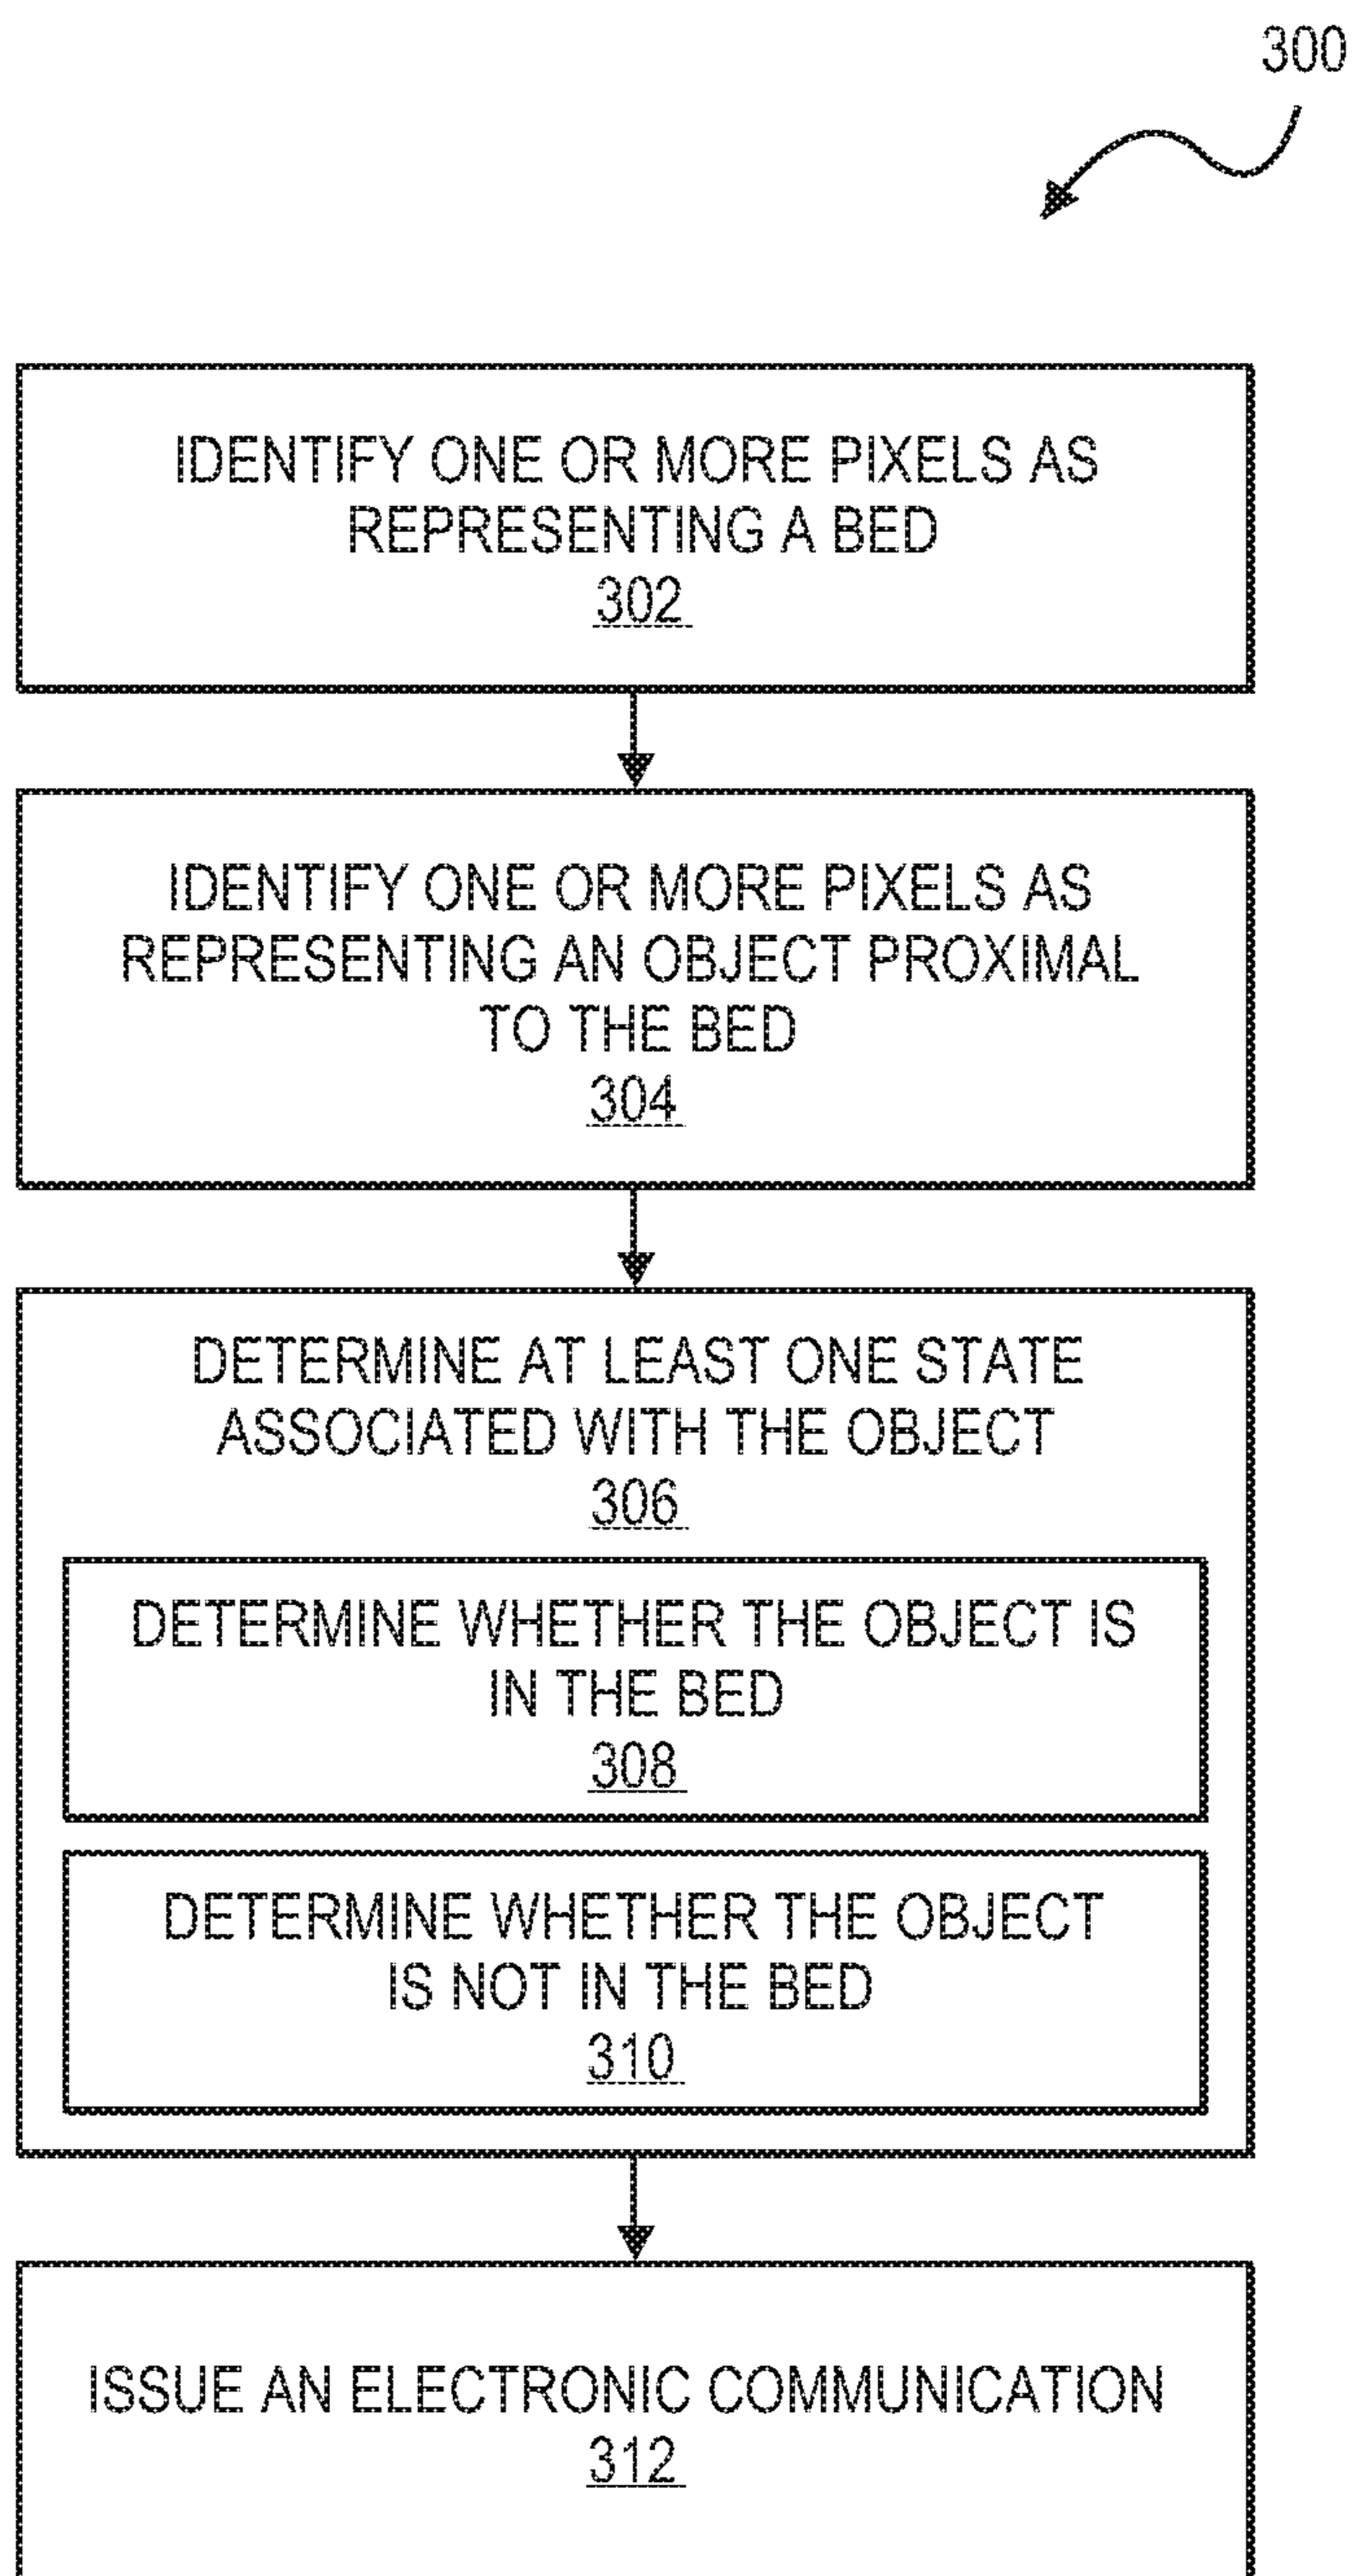 300
IDENTIFY ONE OR MORE PIXELS AS
REPRESENTING A BED
302
IDENTIFY ONE OR MORE PIXELS AS
REPRESENTING AN OBJECT PROXIMAL
TO THE BED
304
DETERMINE AT LEAST ONE STATE
ASSOCIATED WITH THE OBJECT
306
DETERMINE WHETHER THE OBJECT IS
IN THE BED
308
DETERMINE WHETHER THE OBJECT
IS NOT IN THE BED
310
ISSUE AN ELECTRONIC COMMUNICATION
312